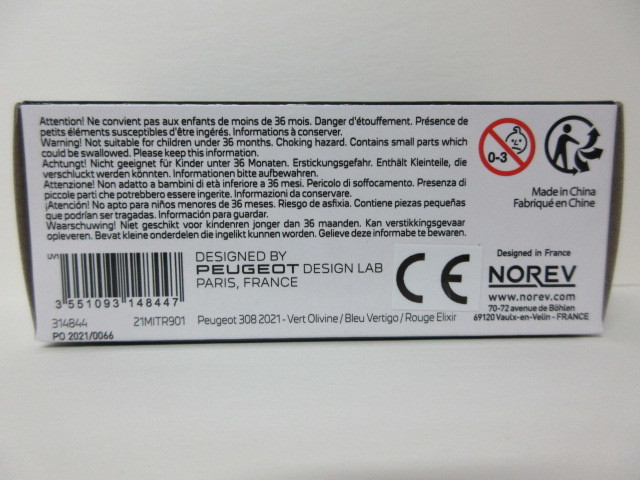 Attention! Ne convient pas aux enfants de moins de 36 mois. Danger d'étouffement. Présence de
petits éléments susceptibles d'être ingérés. Informations à conserver.
Warning! Not suitable for children under 36 months. Choking hazard. Contains small parts which
could be swallowed. Please keep this information.
Achtung!! Nicht geeignet für Kinder unter 36 Monaten. Erstickungsgefahr. Enthält Kleinteile, die
verschluckt werden könnten. Informationen bitte aufbewahren.
Attenzione! Non adatto a bambini di età inferiore a 36 mesi. Pericolo di soffocamento. Presenza di
piccole parti che potrebbero essere ingerite. Informazioni da conservare.
¡Atención! No apto para niños menores de 36 meses. Riesgo de asfixia. Contiene piezas pequeñas
que podrían ser tragadas. Información para guardar.
Waarschuwing! Niet voor kinderen jonger dan 36 maanden. Kan verstikkingsgevaar
opleveren. Bevat kleine onderdelen die ingelikt kunnen worden. Gelieve deze informabe te bewaren.
0-3
Made in China
Fabriqué en Chine
UV1
3 551093 148447
DESIGNED BY
PEUGEOT DESIGN LAB
PARIS, FRANCE
CE
Designed in France
NOREV
www.norev.com
70-72 avenue de Bohlen
69120 Vaulx-en-Velin - FRANCE
314844 21MITR901 Peugeot 308 2021 - Vert Olivine / Bleu Vertigo / Rouge Elixir
PO 2021/0066